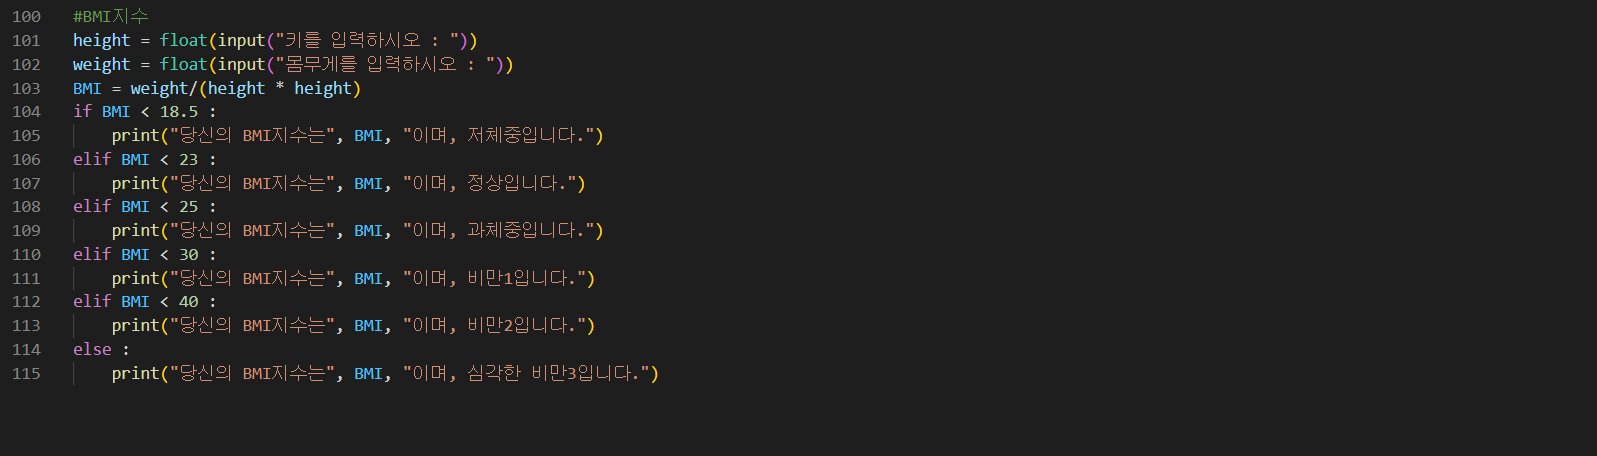 100 #BMI지수
101 height = float(input("키를 입력하시오 : "))
102 weight = float(input("몸무게를 입력하시오 : "))
103 BMI = weight/(height * height)
104 if BMI < 18.5 :
105     print("당신의 BMI지수는", BMI, "이며, 저체중입니다.")
106 elif BMI < 23 :
107     print("당신의 BMI지수는", BMI, "이며, 정상입니다.")
108 elif BMI < 25 :
109     print("당신의 BMI지수는", BMI, "이며, 과체중입니다.")
110 elif BMI < 30 :
111     print("당신의 BMI지수는", BMI, "이며, 비만1입니다.")
112 elif BMI < 40 :
113     print("당신의 BMI지수는", BMI, "이며, 비만2입니다.")
114 else :
115     print("당신의 BMI지수는", BMI, "이며, 심각한 비만3입니다.")